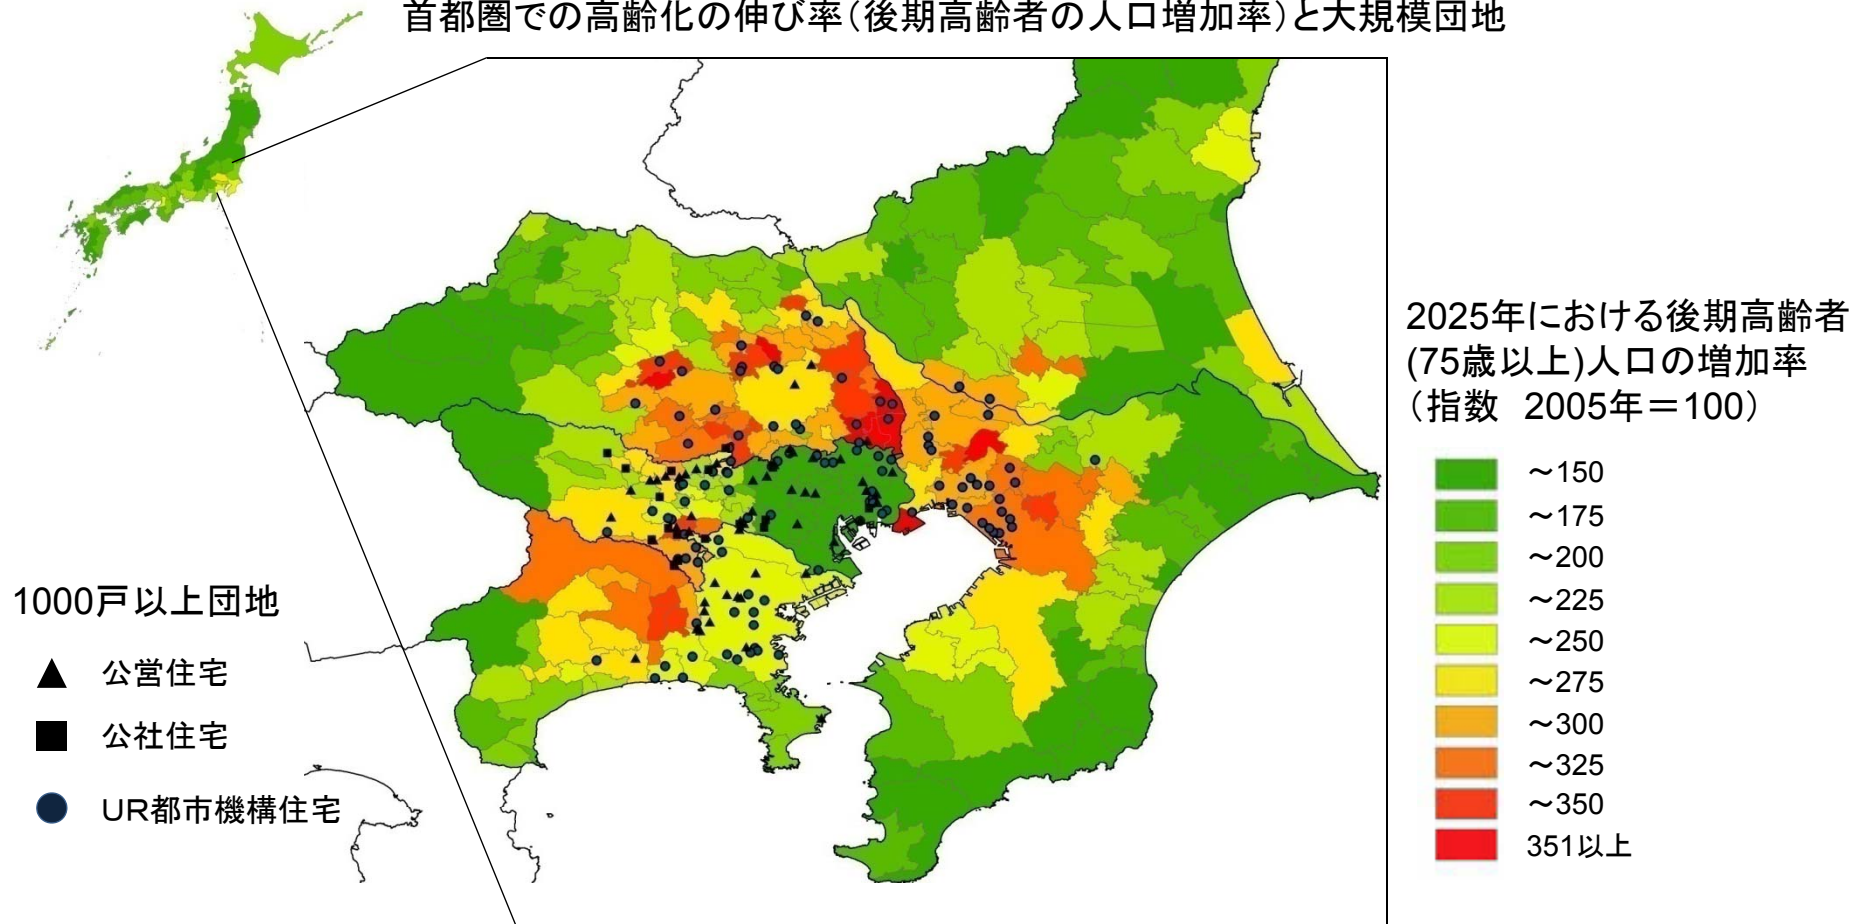 首都圏での高齢化の伸び率（後期高齢者の人口増加率）と大規模団地
2025年における後期高齢者
(75歳以上)人口の増加率
（指数　2005年＝100）
～150
～175
～200
～225
～250
～275
～300
～325
～350
351以上
1000戸以上団地
公営住宅
公社住宅
UR都市機構住宅